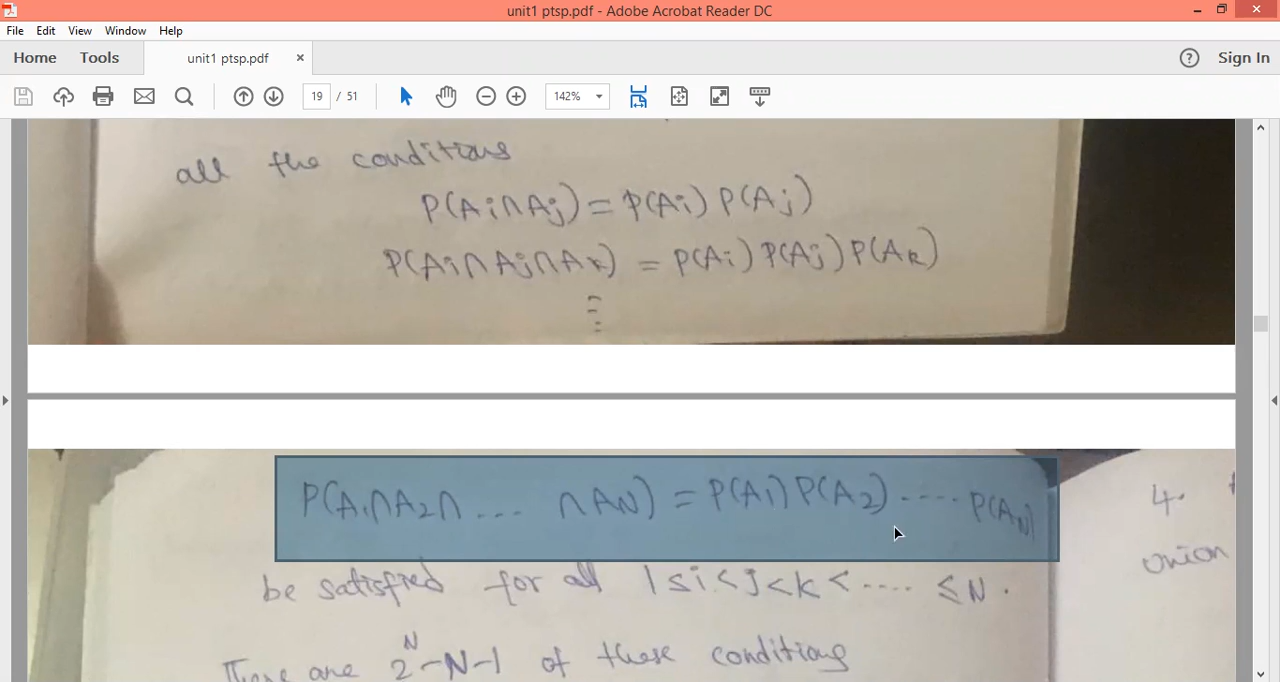 unit1 ptsp.pdf - Adobe Acrobat Reader DC
File Edit View Window Help
Home Tools unit1 ptsp.pdf × ? Sign In
19 / 51 142%
all the conditions
P(Ai∩Aj) = P(Ai) P(Aj)
P(Ai∩Aj∩Ak) = P(Ai) P(Aj) P(Ak)
P(A1∩A2∩ ... ∩AN) = P(A1) P(A2) ..... P(AN)
4.
be satisfied for all 1≤i<j<k< ..... ≤N.
union
There are 2^N-N-1 of these conditions